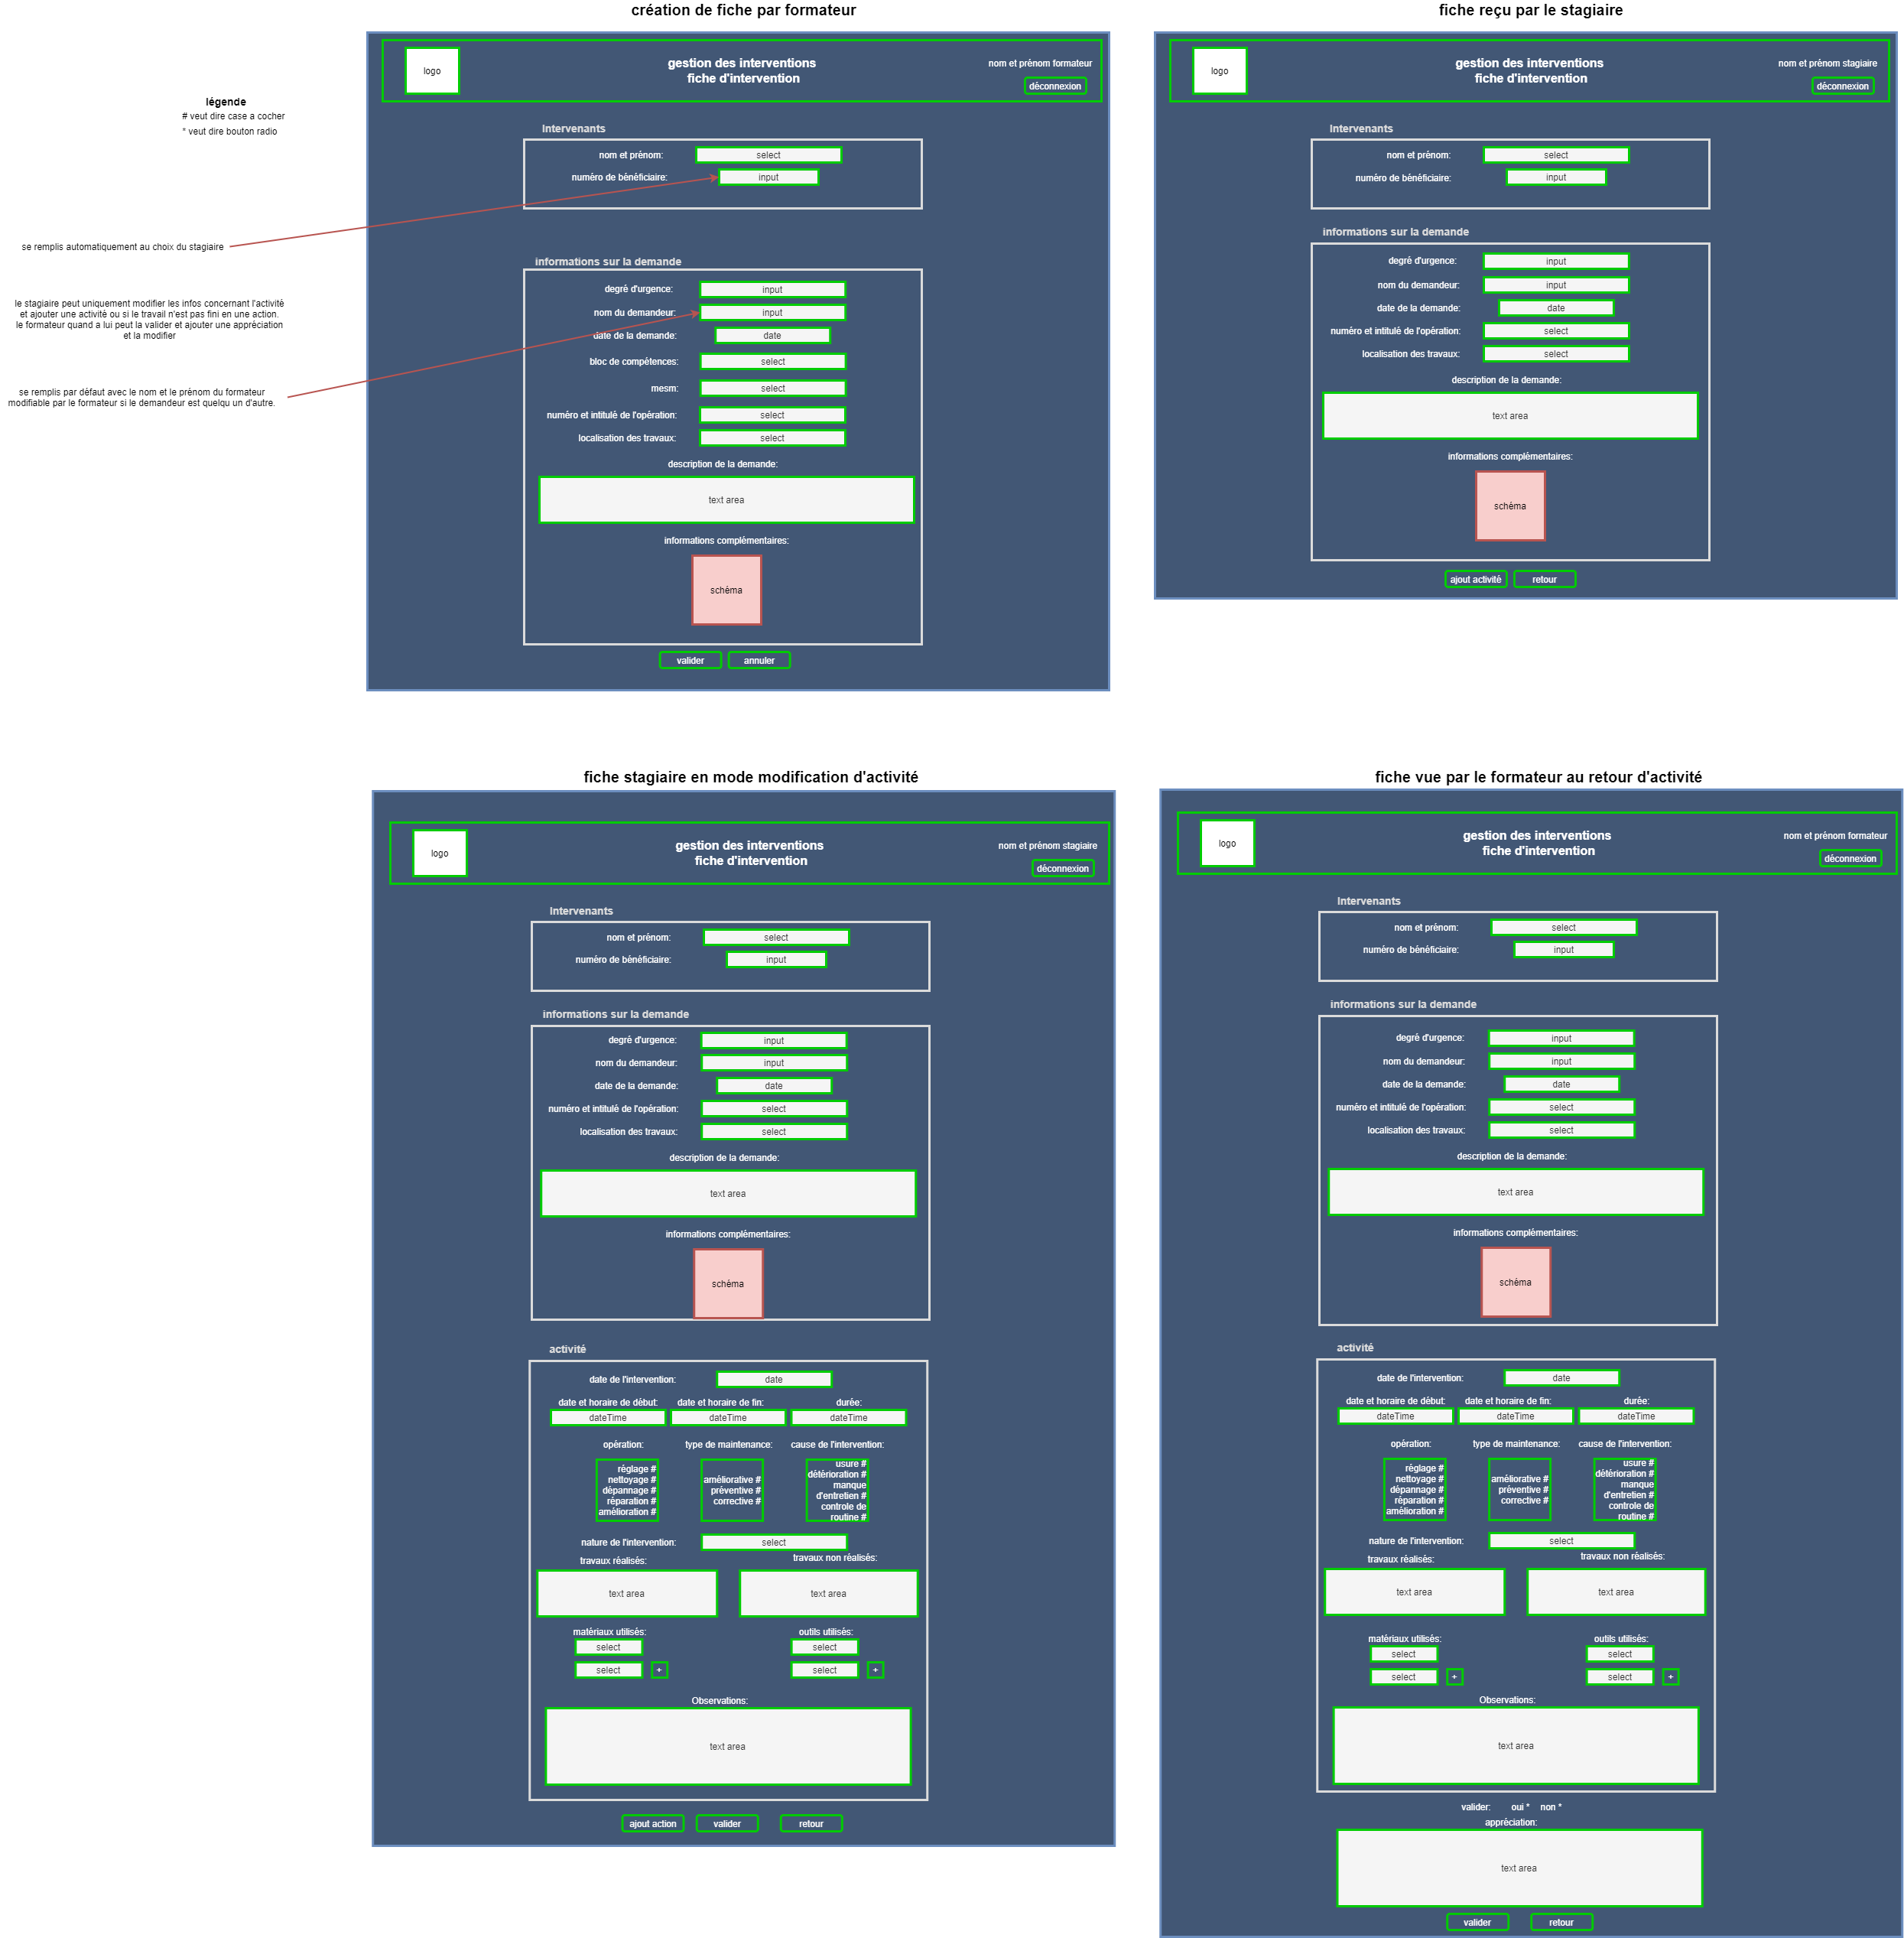 création de fiche par formateur
logo
gestion des interventions
fiche d'intervention
nom et prénom formateur
déconnexion
légende
# veut dire case a cocher
* veut dire bouton radio
Intervenants
nom et prénom:
select
numéro de bénéficiaire:
input
se remplis automatiquement au choix du stagiaire
le stagiaire peut uniquement modifier les infos concernant l'activité
et ajouter une activité ou si le travail n'est pas fini en une action.
le formateur quand a lui peut la valider et ajouter une appréciation
et la modifier
se remplis par défaut avec le nom et le prénom du formateur
modifiable par le formateur si le demandeur est quelqu un d'autre.
informations sur la demande
degré d'urgence:
input
nom du demandeur:
input
date de la demande:
date
bloc de compétences:
select
mesm:
select
numéro et intitulé de l'opération:
select
localisation des travaux:
select
description de la demande:
text area
informations complémentaires:
schéma
valider
annuler
fiche reçu par le stagiaire
logo
gestion des interventions
fiche d'intervention
nom et prénom stagiaire
déconnexion
Intervenants
nom et prénom:
select
numéro de bénéficiaire:
input
informations sur la demande
degré d'urgence:
input
nom du demandeur:
input
date de la demande:
date
numéro et intitulé de l'opération:
select
localisation des travaux:
select
description de la demande:
text area
informations complémentaires:
schéma
ajout activité
retour
fiche stagiaire en mode modification d'activité
logo
gestion des interventions
fiche d'intervention
nom et prénom stagiaire
déconnexion
Intervenants
nom et prénom:
select
numéro de bénéficiaire:
input
informations sur la demande
degré d'urgence:
input
nom du demandeur:
input
date de la demande:
date
numéro et intitulé de l'opération:
select
localisation des travaux:
select
description de la demande:
text area
informations complémentaires:
schéma
activité
date de l'intervention:
date
date et horaire de début:
date et horaire de fin:
durée:
dateTime
dateTime
dateTime
opération:
type de maintenance:
cause de l'intervention:
réglage #
nettoyage #
dépannage #
réparation #
amélioration #
améliorative #
préventive #
corrective #
usure #
détérioration #
manque
d'entretien #
controle de
routine #
nature de l'intervention:
select
travaux réalisés:
travaux non réalisés:
text area
text area
matériaux utilisés:
outils utilisés:
select
select
select
+
select
+
Observations:
text area
ajout action
valider
retour
fiche vue par le formateur au retour d'activité
logo
gestion des interventions
fiche d'intervention
nom et prénom formateur
déconnexion
Intervenants
nom et prénom:
select
numéro de bénéficiaire:
input
informations sur la demande
degré d'urgence:
input
nom du demandeur:
input
date de la demande:
date
numéro et intitulé de l'opération:
select
localisation des travaux:
select
description de la demande:
text area
informations complémentaires:
schéma
activité
date de l'intervention:
date
date et horaire de début:
date et horaire de fin:
durée:
dateTime
dateTime
dateTime
opération:
type de maintenance:
cause de l'intervention:
réglage #
nettoyage #
dépannage #
réparation #
amélioration #
améliorative #
préventive #
corrective #
usure #
détérioration #
manque
d'entretien #
controle de
routine #
nature de l'intervention:
select
travaux réalisés:
travaux non réalisés:
text area
text area
matériaux utilisés:
outils utilisés:
select
select
select
+
select
+
Observations:
text area
valider: oui * non *
appréciation:
text area
valider
retour